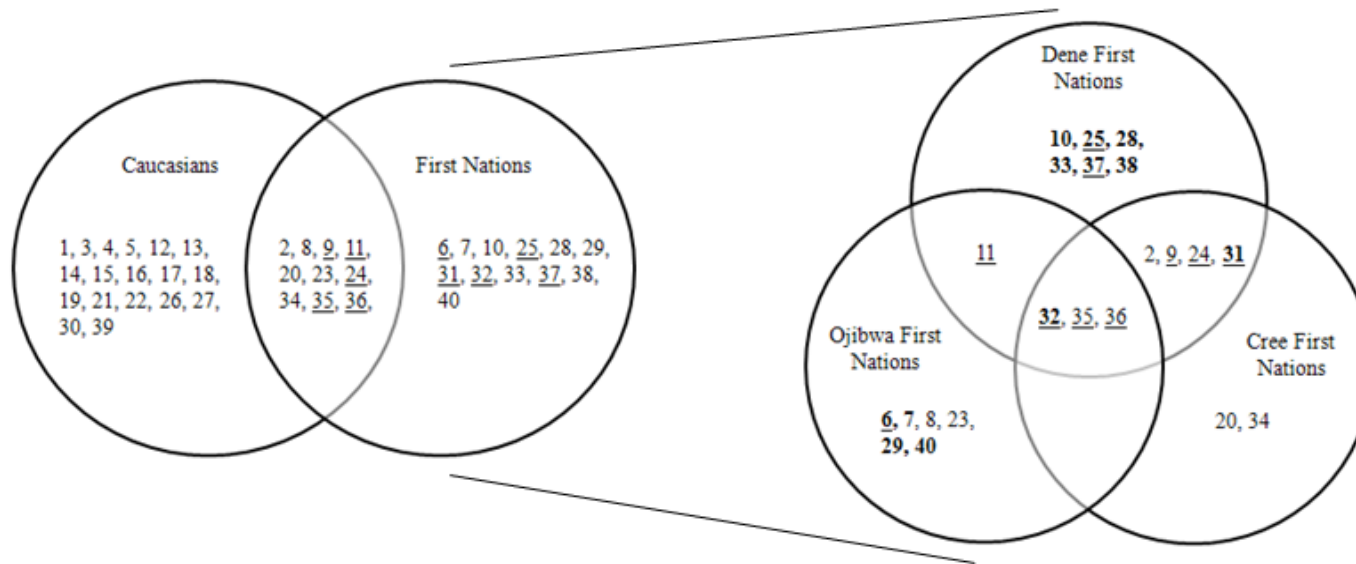 Caucasians
1, 3, 4, 5, 12, 13,
14, 15, 16, 17, 18,
19, 21, 22, 26, 27,
30, 39
2, 8, 9, 11,
20, 23, 24,
34, 35, 36,
First Nations
6, 7, 10, 25, 28, 29,
31, 32, 33, 37, 38,
40
Dene First
Nations
10, 25, 28,
33, 37, 38
11
2, 9, 24, 31
32, 35, 36
Ojibwa First
Nations
6, 7, 8, 23,
29, 40
Cree First
Nations
20, 34